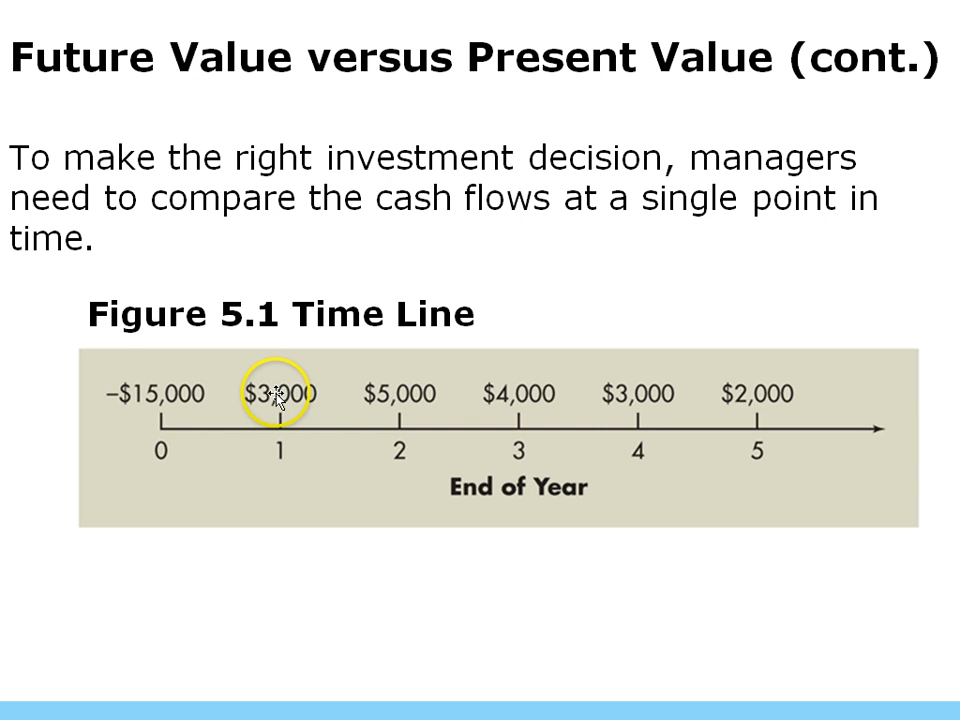 Future Value versus Present Value (cont.)
To make the right investment decision, managers
need to compare the cash flows at a single point in
time.
Figure 5.1 Time Line
–$15,000 $3,000 $5,000 $4,000 $3,000 $2,000
0 1 2 3 4 5
End of Year